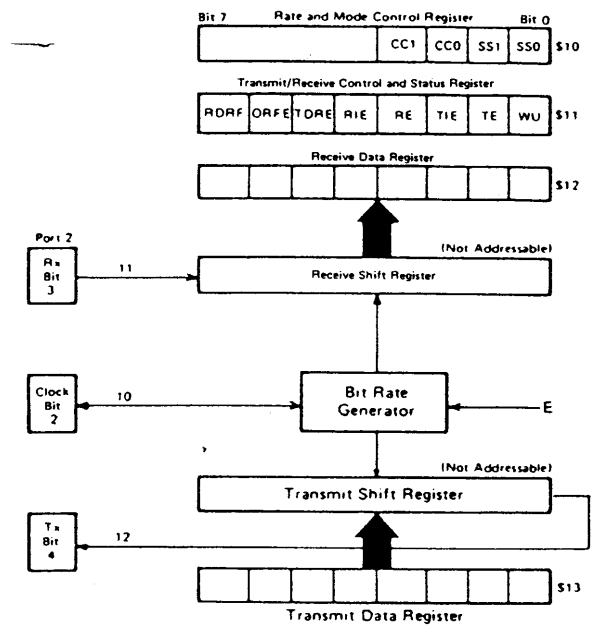 Bit 7 Rate and Mode Control Register Bit 0
CC1 CC0 SS1 SS0 $10
Transmit/Receive Control and Status Register
RDRF ORFE TDRE RIE RE TIE TE WU $11
Receive Data Register
$12
Port 2
(Not Addressable)
Rx
Bit
3
11
Receive Shift Register
Clock
Bit
2
10
Bit Rate
Generator
E
(Not Addressable)
Transmit Shift Register
Tx
Bit
4
12
$13
Transmit Data Register